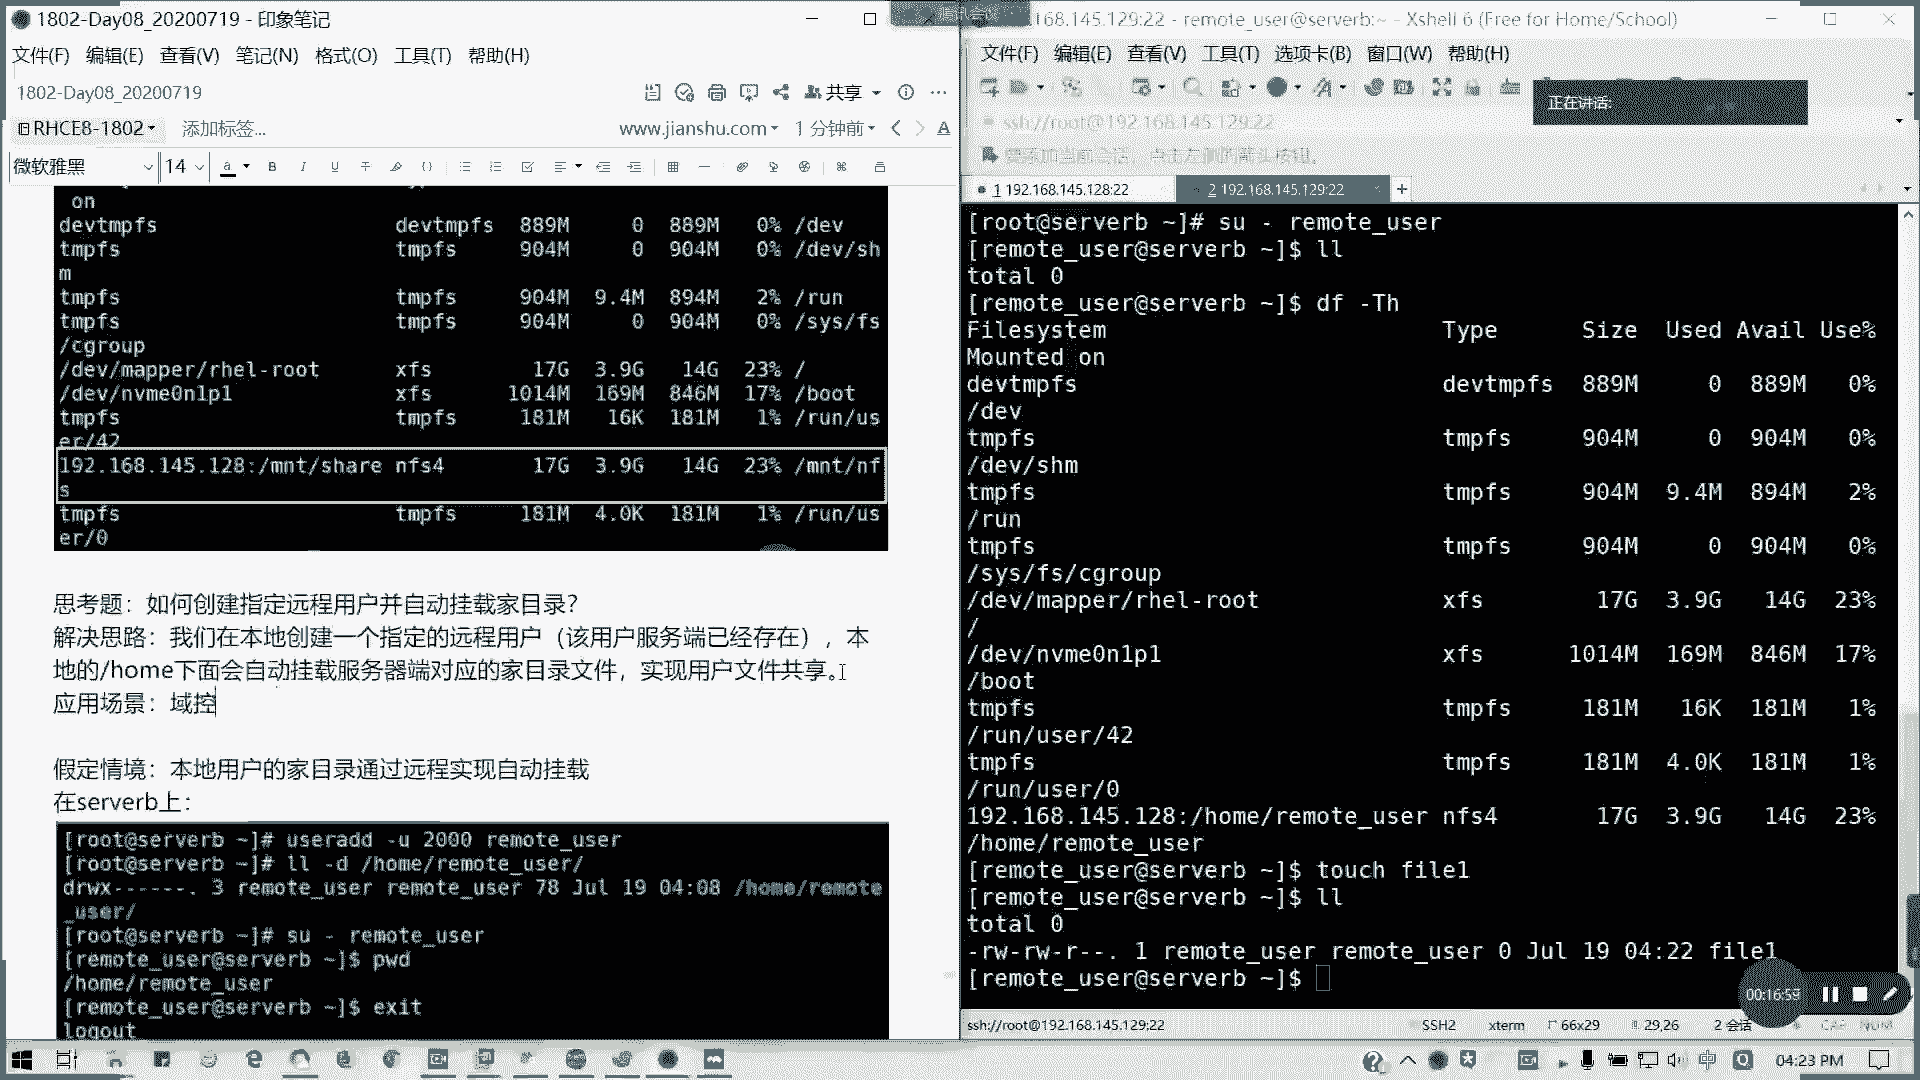 1802-Day08_20200719 - 印象笔记
文件(F) 编辑(E) 查看(V) 笔记(N) 格式(O) 工具(T) 帮助(H)
1802-Day08_20200719
共享
RHCE8-1802
添加标签...
www.jianshu.com
1 分钟前
微软雅黑
14
on
devtmpfs devtmpfs 889M 0 889M 0% /dev
tmpfs tmpfs 904M 0 904M 0% /dev/sh
m
tmpfs tmpfs 904M 9.4M 894M 2% /run
tmpfs tmpfs 904M 0 904M 0% /sys/fs
/cgroup
/dev/mapper/rhel-root xfs 17G 3.9G 14G 23% /
/dev/nvme0n1p1 xfs 1014M 169M 846M 17% /boot
tmpfs tmpfs 181M 16K 181M 1% /run/us
er/42
192.168.145.128:/mnt/share nfs4 17G 3.9G 14G 23% /mnt/nf
s
tmpfs tmpfs 181M 4.0K 181M 1% /run/us
er/0
思考题：如何创建指定远程用户并自动挂载家目录？
解决思路：我们在本地创建一个指定的远程用户（该用户服务端已经存在），本
地的/home下面会自动挂载服务器端对应的家目录文件，实现用户文件共享。
应用场景：域控
假定情境：本地用户的家目录通过远程实现自动挂载
在serverb上：
[root@serverb ~]# useradd -u 2000 remote_user
[root@serverb ~]# ll -d /home/remote_user/
drwx------. 3 remote_user remote_user 78 Jul 19 04:08 /home/remote
_user/
[root@serverb ~]# su - remote_user
[remote_user@serverb ~]$ pwd
/home/remote_user
[remote_user@serverb ~]$ exit
logout
168.145.129:22 - remote_user@serverb:~ - Xshell 6 (Free for Home/School)
文件(F) 编辑(E) 查看(V) 工具(T) 选项卡(B) 窗口(W) 帮助(H)
正在讲话:
ssh://root@192.168.145.129:22
要添加当前会话，点击左侧的箭头按钮。
1 192.168.145.128:22
2 192.168.145.129:22
[root@serverb ~]# su - remote_user
[remote_user@serverb ~]$ ll
total 0
[remote_user@serverb ~]$ df -Th
Filesystem Type Size Used Avail Use%
Mounted on
devtmpfs devtmpfs 889M 0 889M 0%
/dev
tmpfs tmpfs 904M 0 904M 0%
/dev/shm
tmpfs tmpfs 904M 9.4M 894M 2%
/run
tmpfs tmpfs 904M 0 904M 0%
/sys/fs/cgroup
/dev/mapper/rhel-root xfs 17G 3.9G 14G 23%
/
/dev/nvme0n1p1 xfs 1014M 169M 846M 17%
/boot
tmpfs tmpfs 181M 16K 181M 1%
/run/user/42
tmpfs tmpfs 181M 4.0K 181M 1%
/run/user/0
192.168.145.128:/home/remote_user nfs4 17G 3.9G 14G 23%
/home/remote_user
[remote_user@serverb ~]$ touch file1
[remote_user@serverb ~]$ ll
total 0
-rw-rw-r--. 1 remote_user remote_user 0 Jul 19 04:22 file1
[remote_user@serverb ~]$
00:16:59
ssh://root@192.168.145.129:22
SSH2
xterm
66x29
29,26
2 会话
CAP NUM
中
04:23 PM